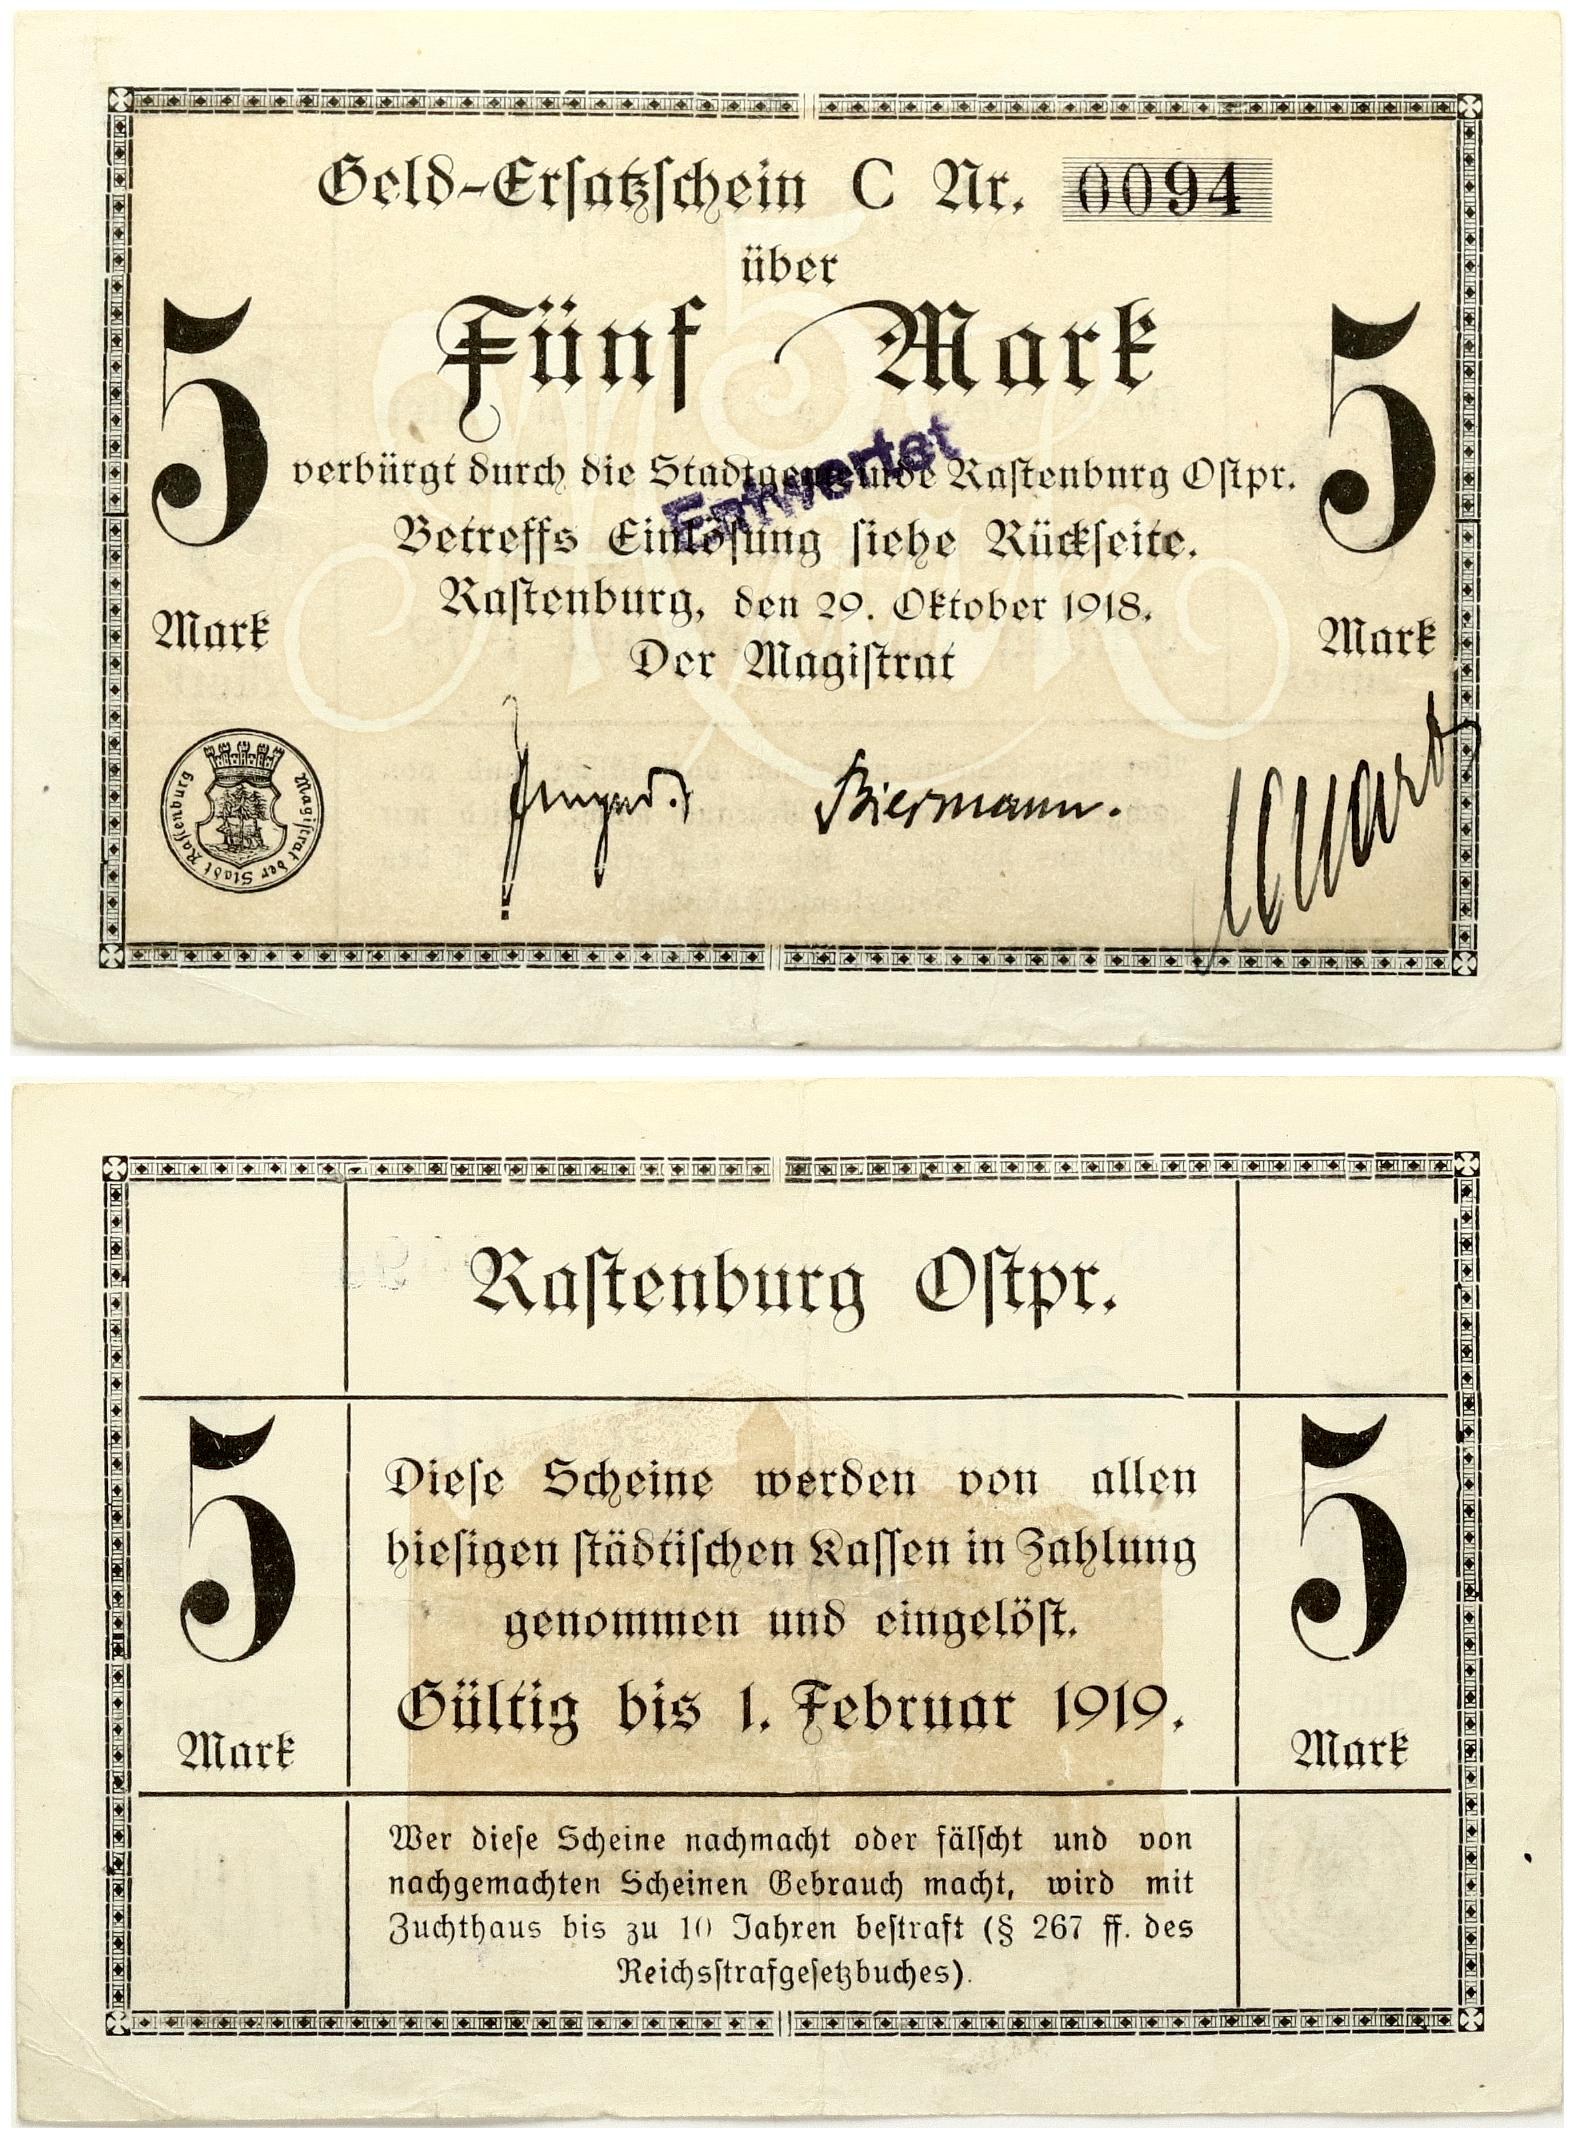 Geld-Ersatzschein C Nr. 0094
über
Fünf Mark
5
5
verbürgt durch die Stadtgemeinde Rastenburg Ostpr.
Entwertet
Betreffs Einlösung siehe Rückseite.
Rastenburg, den 29. Oktober 1918.
Mark
Mark
Der Magistrat
5 Mark
Magistrat der Stadt Rastenburg
Biermann.
Rastenburg Ostpr.
5
5
Diese Scheine werden von allen
hiesigen städtischen Kassen in Zahlung
genommen und eingelöst.
Gültig bis 1. Februar 1919.
Mark
Mark
Wer diese Scheine nachmacht oder fälscht und von
nachgemachten Scheinen Gebrauch macht, wird mit
Zuchthaus bis zu 10 Jahren bestraft (§ 267 ff. des
Reichsstrafgesetzbuches).